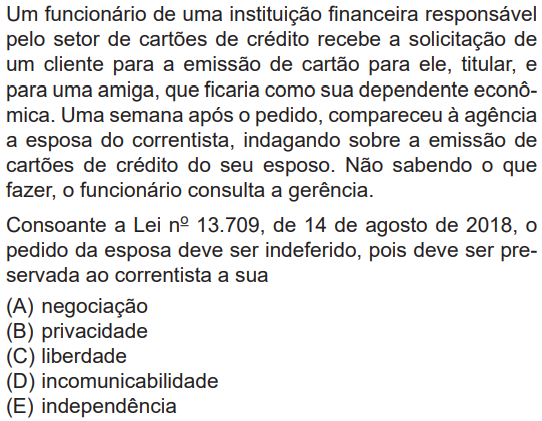 Um funcionário de uma instituição financeira responsável
pelo setor de cartões de crédito recebe a solicitação de
um cliente para a emissão de cartão para ele, titular, e
para uma amiga, que ficaria como sua dependente econô-
mica. Uma semana após o pedido, compareceu à agência
a esposa do correntista, indagando sobre a emissão de
cartões de crédito do seu esposo. Não sabendo o que
fazer, o funcionário consulta a gerência.
Consoante a Lei nº 13.709, de 14 de agosto de 2018, o
pedido da esposa deve ser indeferido, pois deve ser pre-
servada ao correntista a sua
(A) negociação
(B) privacidade
(C) liberdade
(D) incomunicabilidade
(E) independência